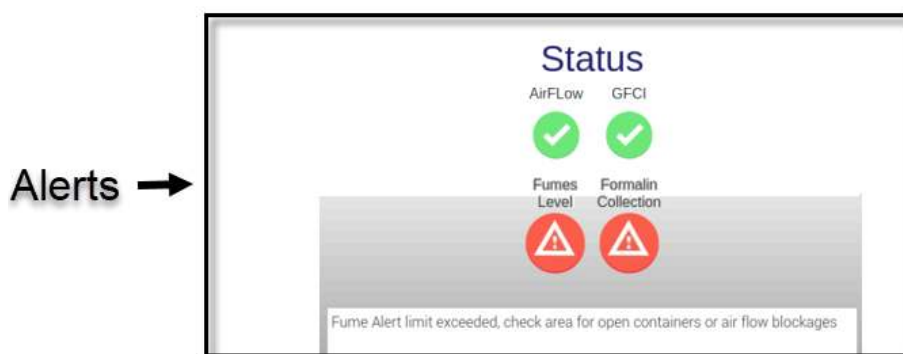 Status
AirFLow GFCI
Alerts
Fumes Level
Formalin Collection
Fume Alert limit exceeded, check area for open containers or air flow blockages